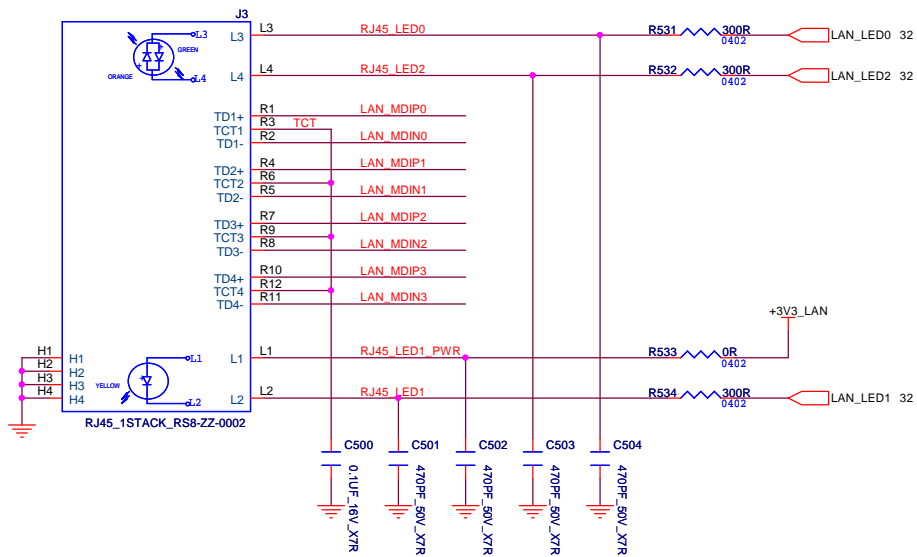 J3
L3
GREEN
ORANGE
L4
L3 L3 RJ45_LED0 R531 300R 0402 LAN_LED0 32
L4 L4 RJ45_LED2 R532 300R 0402 LAN_LED2 32
TD1+ R1 LAN_MDIP0
TCT1 R3 TCT
TD1- R2 LAN_MDIN0
TD2+ R4 LAN_MDIP1
TCT2 R6
TD2- R5 LAN_MDIN1
TD3+ R7 LAN_MDIP2
TCT3 R9
TD3- R8 LAN_MDIN2
TD4+ R10 LAN_MDIP3
TCT4 R12
TD4- R11 LAN_MDIN3
+3V3_LAN
H1 H1
H2 H2
H3 H3
H4 H4
L1
YELLOW
L2
L1 L1 RJ45_LED1_PWR R533 0R 0402
L2 L2 RJ45_LED1 R534 300R 0402 LAN_LED1 32
RJ45_1STACK_RS8-ZZ-0002
C500 C501 C502 C503 C504
0.1UF_16V_X7R
470PF_50V_X7R
470PF_50V_X7R
470PF_50V_X7R
470PF_50V_X7R